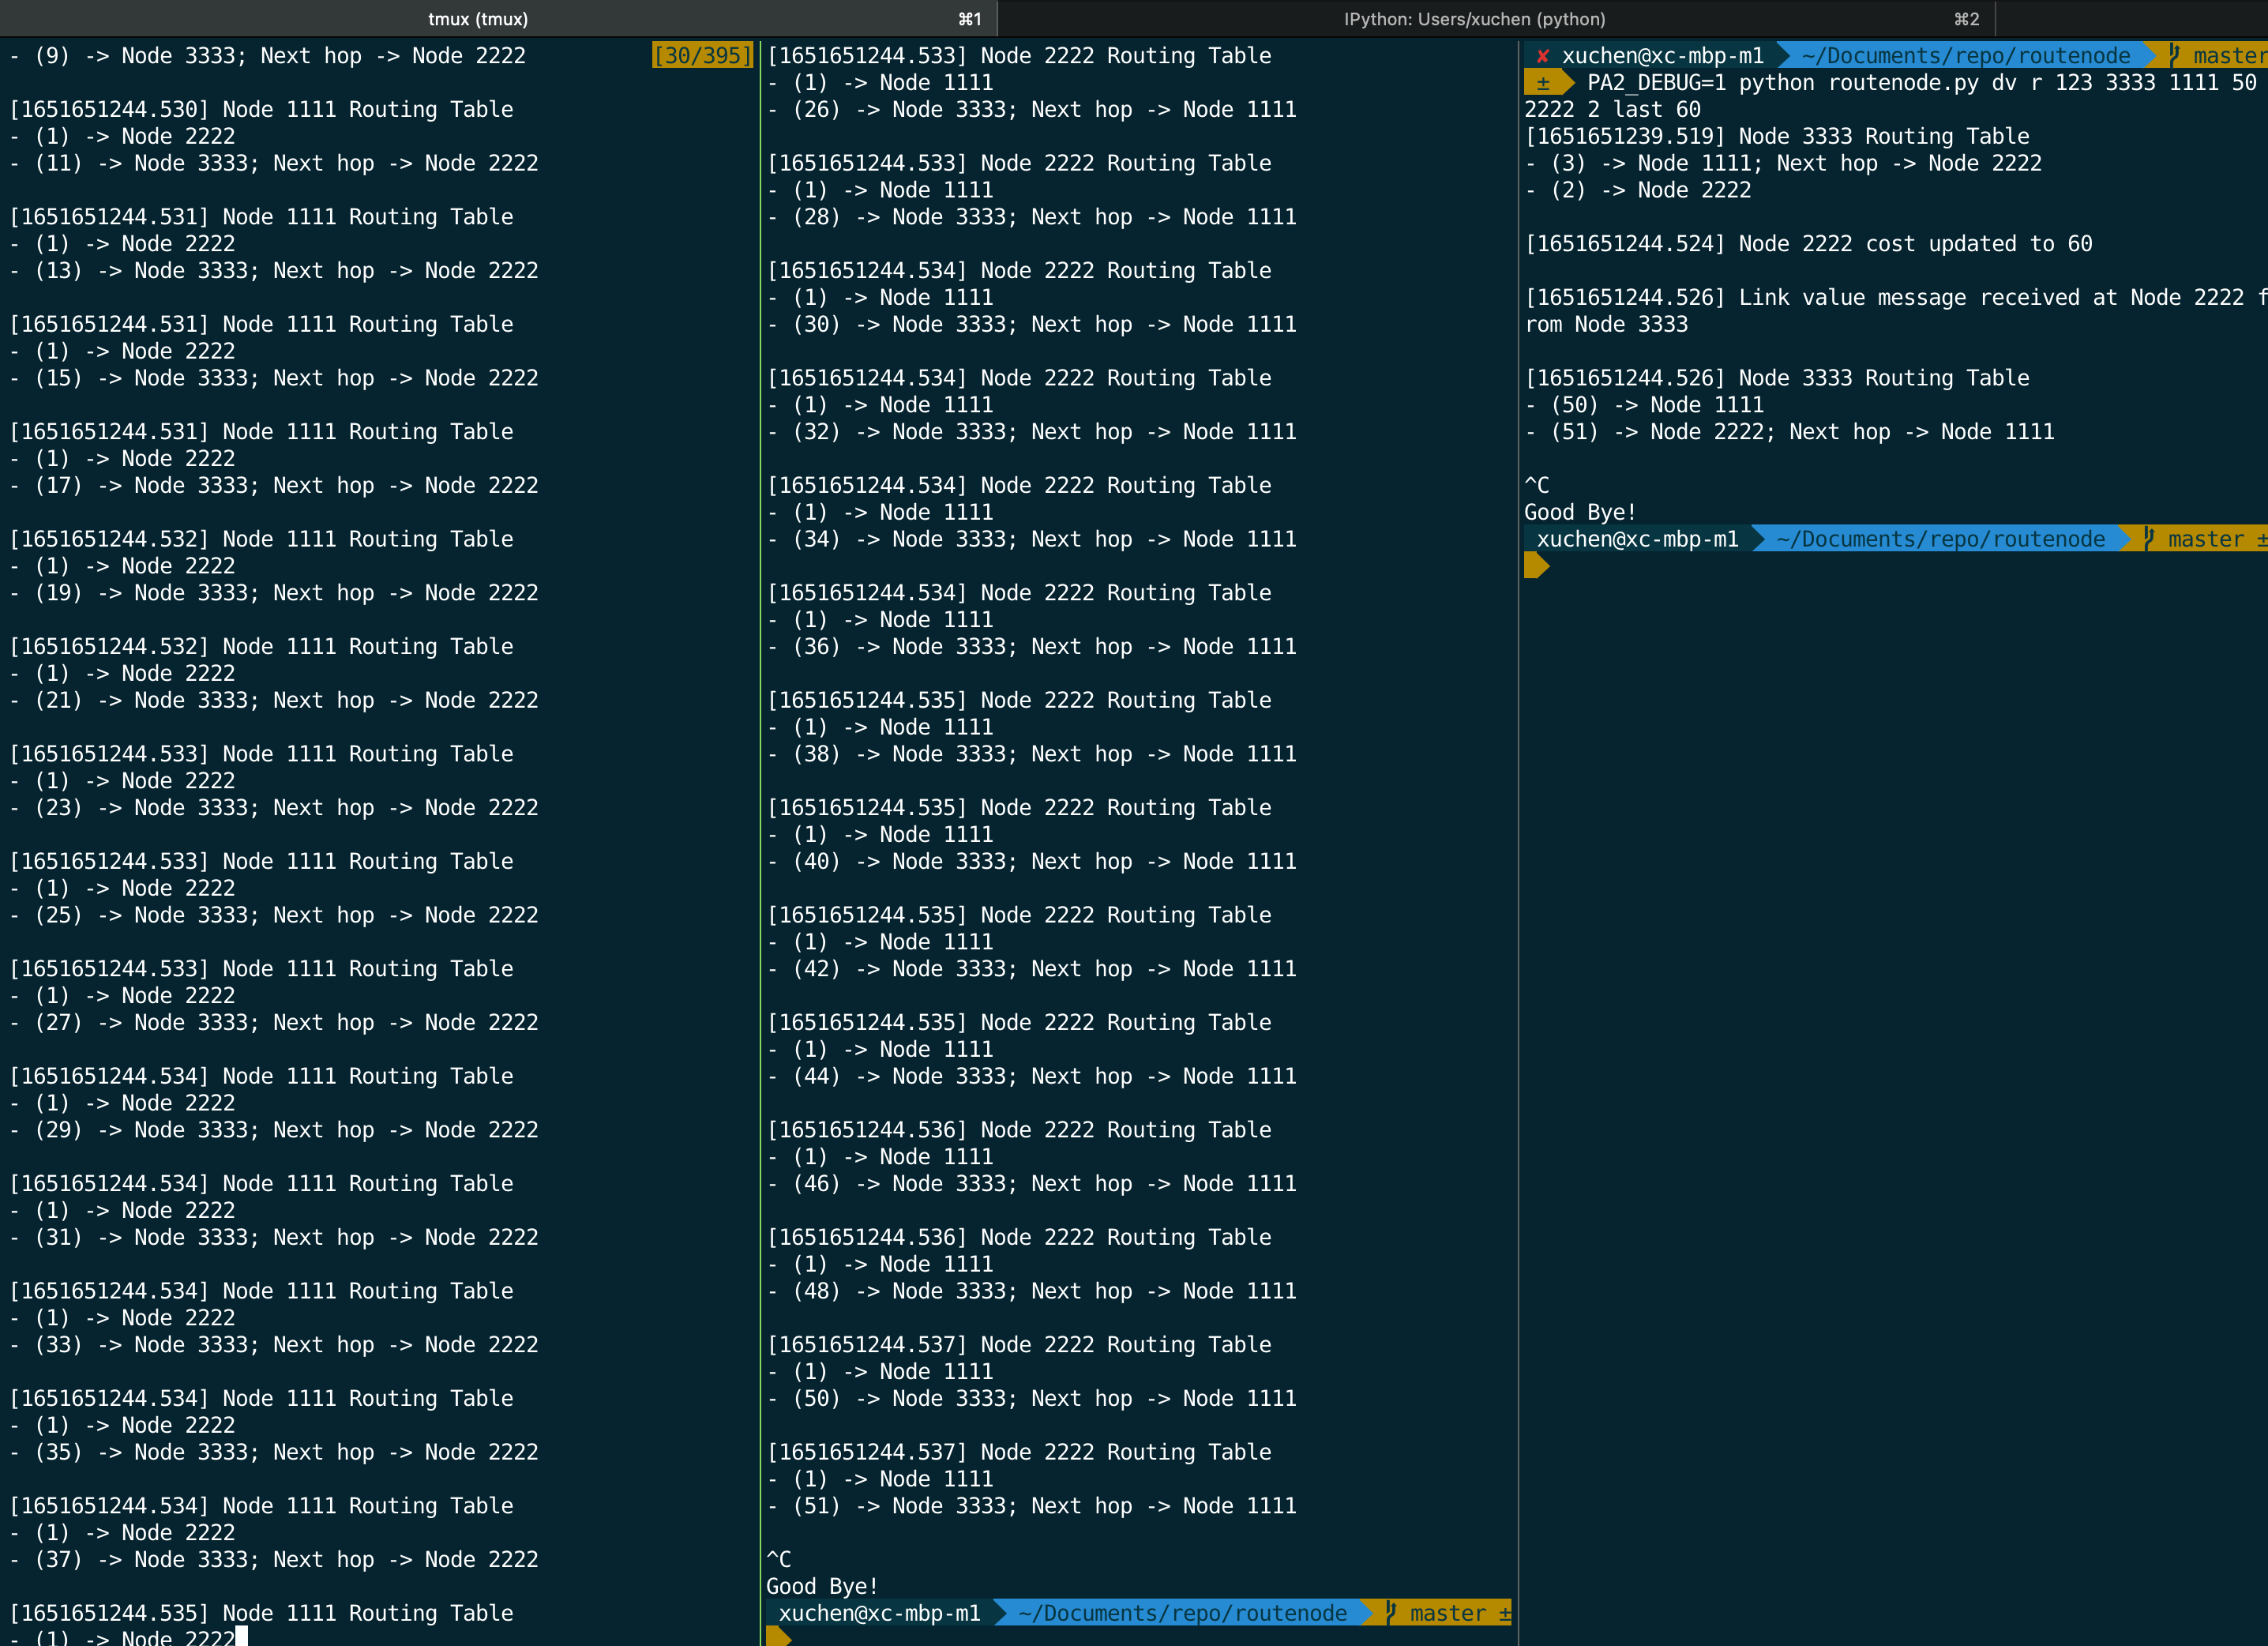 tmux (tmux)
⌘1
IPython: Users/xuchen (python)
⌘2
- (9) -> Node 3333; Next hop -> Node 2222
[30/395]
[1651651244.530] Node 1111 Routing Table
- (1) -> Node 2222
- (11) -> Node 3333; Next hop -> Node 2222
[1651651244.531] Node 1111 Routing Table
- (1) -> Node 2222
- (13) -> Node 3333; Next hop -> Node 2222
[1651651244.531] Node 1111 Routing Table
- (1) -> Node 2222
- (15) -> Node 3333; Next hop -> Node 2222
[1651651244.531] Node 1111 Routing Table
- (1) -> Node 2222
- (17) -> Node 3333; Next hop -> Node 2222
[1651651244.532] Node 1111 Routing Table
- (1) -> Node 2222
- (19) -> Node 3333; Next hop -> Node 2222
[1651651244.532] Node 1111 Routing Table
- (1) -> Node 2222
- (21) -> Node 3333; Next hop -> Node 2222
[1651651244.533] Node 1111 Routing Table
- (1) -> Node 2222
- (23) -> Node 3333; Next hop -> Node 2222
[1651651244.533] Node 1111 Routing Table
- (1) -> Node 2222
- (25) -> Node 3333; Next hop -> Node 2222
[1651651244.533] Node 1111 Routing Table
- (1) -> Node 2222
- (27) -> Node 3333; Next hop -> Node 2222
[1651651244.534] Node 1111 Routing Table
- (1) -> Node 2222
- (29) -> Node 3333; Next hop -> Node 2222
[1651651244.534] Node 1111 Routing Table
- (1) -> Node 2222
- (31) -> Node 3333; Next hop -> Node 2222
[1651651244.534] Node 1111 Routing Table
- (1) -> Node 2222
- (33) -> Node 3333; Next hop -> Node 2222
[1651651244.534] Node 1111 Routing Table
- (1) -> Node 2222
- (35) -> Node 3333; Next hop -> Node 2222
[1651651244.534] Node 1111 Routing Table
- (1) -> Node 2222
- (37) -> Node 3333; Next hop -> Node 2222
[1651651244.535] Node 1111 Routing Table
- (1) -> Node 2222
[1651651244.533] Node 2222 Routing Table
- (1) -> Node 1111
- (26) -> Node 3333; Next hop -> Node 1111
[1651651244.533] Node 2222 Routing Table
- (1) -> Node 1111
- (28) -> Node 3333; Next hop -> Node 1111
[1651651244.534] Node 2222 Routing Table
- (1) -> Node 1111
- (30) -> Node 3333; Next hop -> Node 1111
[1651651244.534] Node 2222 Routing Table
- (1) -> Node 1111
- (32) -> Node 3333; Next hop -> Node 1111
[1651651244.534] Node 2222 Routing Table
- (1) -> Node 1111
- (34) -> Node 3333; Next hop -> Node 1111
[1651651244.534] Node 2222 Routing Table
- (1) -> Node 1111
- (36) -> Node 3333; Next hop -> Node 1111
[1651651244.535] Node 2222 Routing Table
- (1) -> Node 1111
- (38) -> Node 3333; Next hop -> Node 1111
[1651651244.535] Node 2222 Routing Table
- (1) -> Node 1111
- (40) -> Node 3333; Next hop -> Node 1111
[1651651244.535] Node 2222 Routing Table
- (1) -> Node 1111
- (42) -> Node 3333; Next hop -> Node 1111
[1651651244.535] Node 2222 Routing Table
- (1) -> Node 1111
- (44) -> Node 3333; Next hop -> Node 1111
[1651651244.536] Node 2222 Routing Table
- (1) -> Node 1111
- (46) -> Node 3333; Next hop -> Node 1111
[1651651244.536] Node 2222 Routing Table
- (1) -> Node 1111
- (48) -> Node 3333; Next hop -> Node 1111
[1651651244.537] Node 2222 Routing Table
- (1) -> Node 1111
- (50) -> Node 3333; Next hop -> Node 1111
[1651651244.537] Node 2222 Routing Table
- (1) -> Node 1111
- (51) -> Node 3333; Next hop -> Node 1111
^C
Good Bye!
xuchen@xc-mbp-m1 ~/Documents/repo/routenode master ±
✘ xuchen@xc-mbp-m1 ~/Documents/repo/routenode master
± PA2_DEBUG=1 python routenode.py dv r 123 3333 1111 50
2222 2 last 60
[1651651239.519] Node 3333 Routing Table
- (3) -> Node 1111; Next hop -> Node 2222
- (2) -> Node 2222
[1651651244.524] Node 2222 cost updated to 60
[1651651244.526] Link value message received at Node 2222 f
rom Node 3333
[1651651244.526] Node 3333 Routing Table
- (50) -> Node 1111
- (51) -> Node 2222; Next hop -> Node 1111
^C
Good Bye!
xuchen@xc-mbp-m1 ~/Documents/repo/routenode master ±